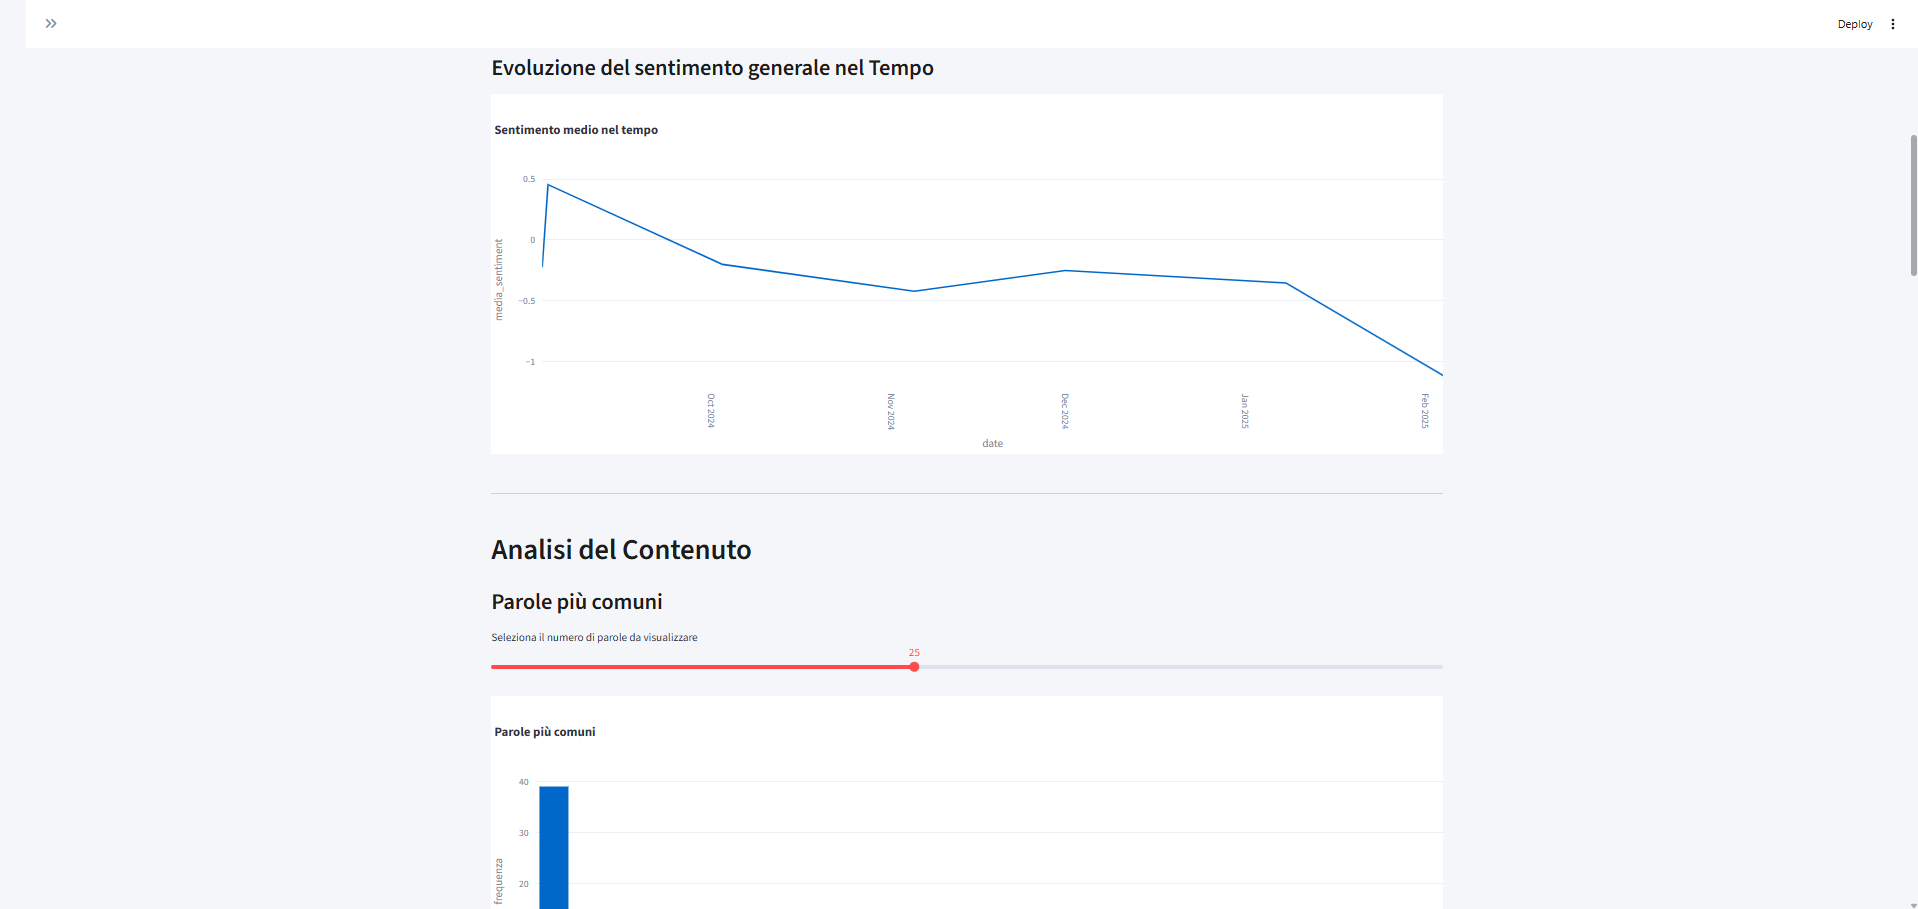 Deploy
Evoluzione del sentimento generale nel Tempo
Sentimento medio nel tempo
0.5
0
−0.5
−1
media_sentiment
Oct 2024
Nov 2024
Dec 2024
Jan 2025
Feb 2025
date
Analisi del Contenuto
Parole più comuni
Seleziona il numero di parole da visualizzare
25
Parole più comuni
40
30
20
frequenza